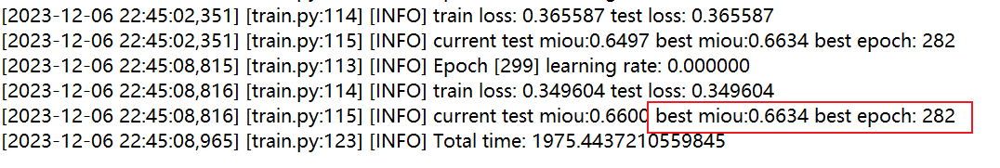 [2023-12-06 22:45:02,351] [train.py:114] [INFO] train loss: 0.365587 test loss: 0.365587
[2023-12-06 22:45:02,351] [train.py:115] [INFO] current test miou:0.6497 best miou:0.6634 best epoch: 282
[2023-12-06 22:45:08,815] [train.py:113] [INFO] Epoch [299] learning rate: 0.000000
[2023-12-06 22:45:08,816] [train.py:114] [INFO] train loss: 0.349604 test loss: 0.349604
[2023-12-06 22:45:08,816] [train.py:115] [INFO] current test miou:0.6600 best miou:0.6634 best epoch: 282
[2023-12-06 22:45:08,965] [train.py:123] [INFO] Total time: 1975.4437210559845